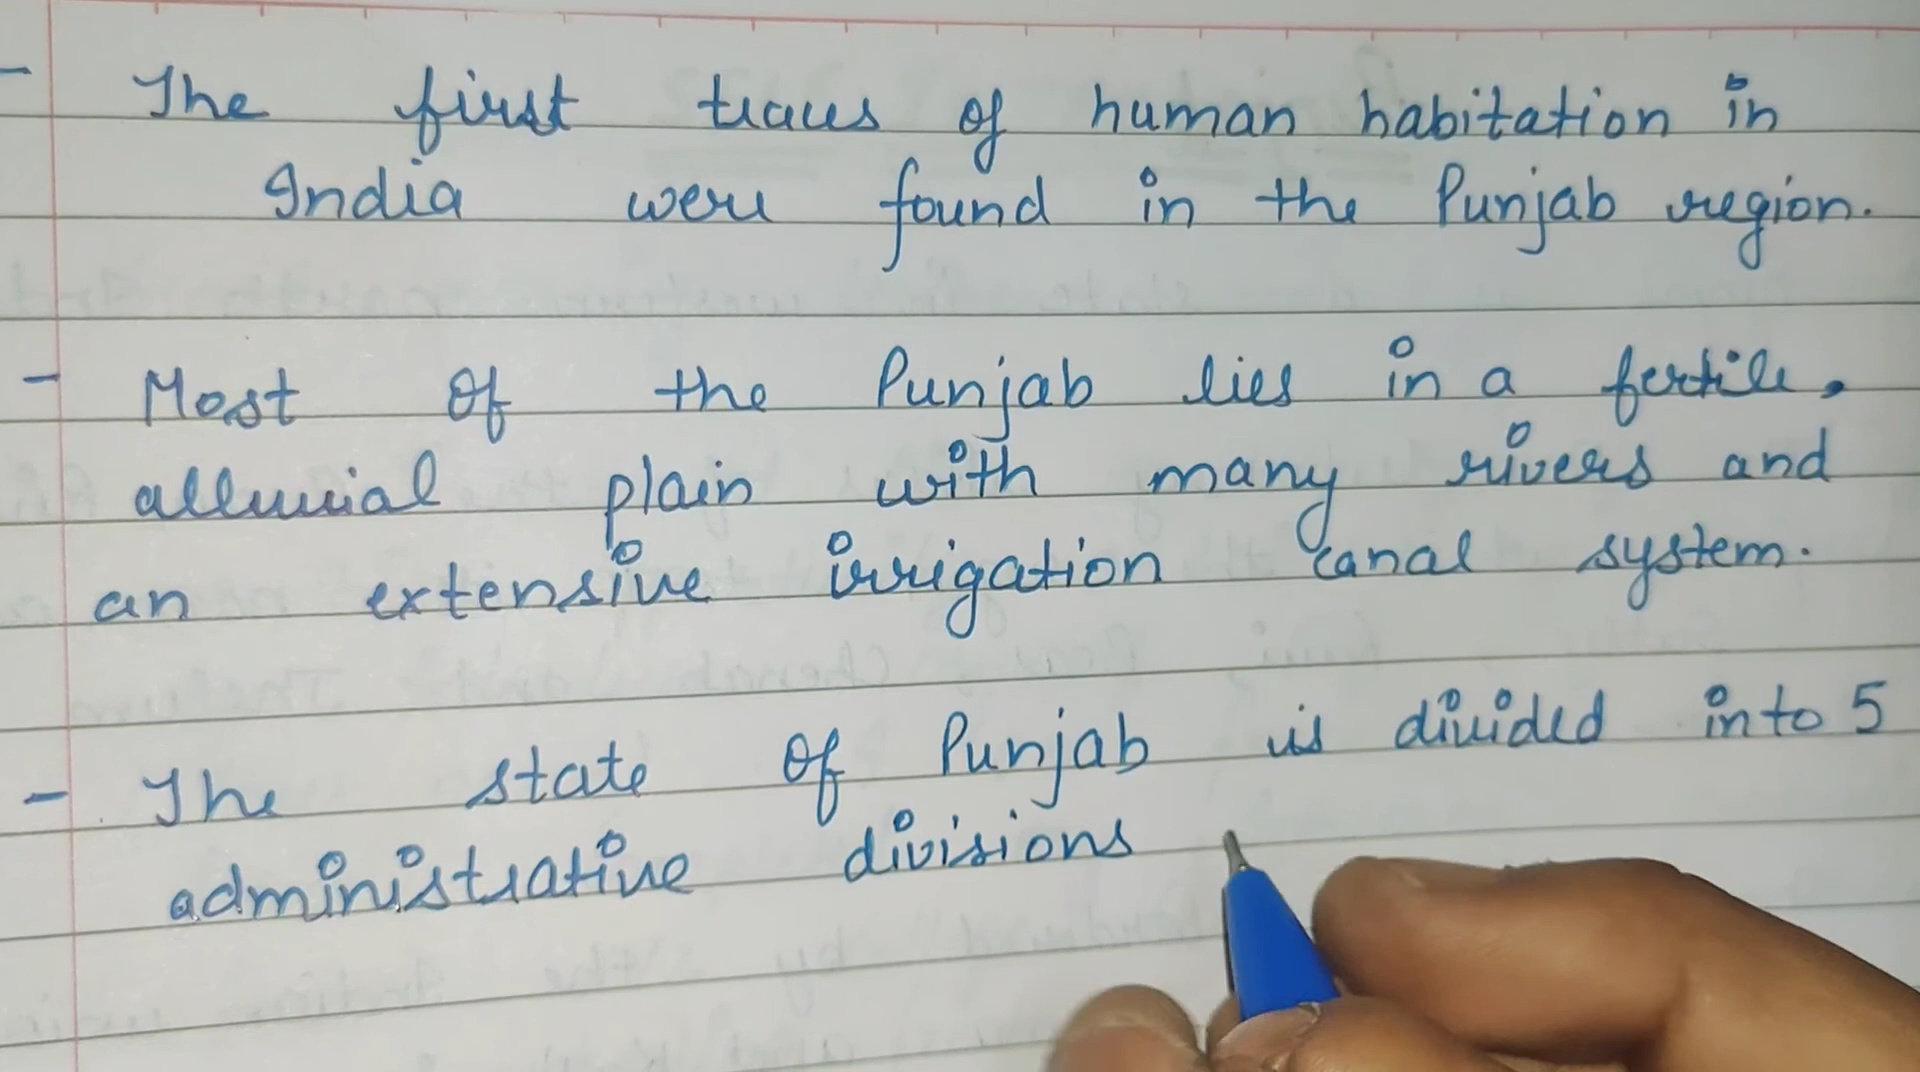 - The first traces of human habitation in
India were found in the Punjab region.
- Most of the Punjab lies in a fertile,
alluvial plain with many rivers and
an extensive irrigation canal system.
- The state of Punjab is divided into 5
administrative divisions